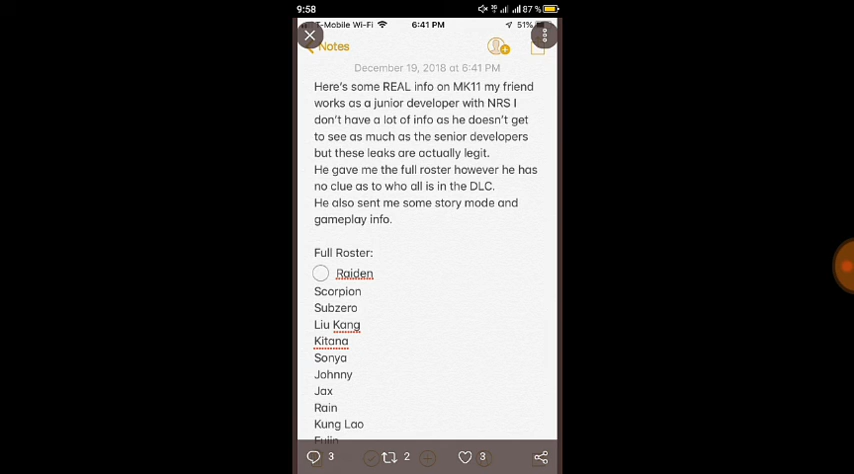 9:58
87 %
T-Mobile Wi-Fi 6:41 PM 51%
Notes
December 19, 2018 at 6:41 PM
Here's some REAL info on MK11 my friend
works as a junior developer with NRS I
don't have a lot of info as he doesn't get
to see as much as the senior developers
but these leaks are actually legit.
He gave me the full roster however he has
no clue as to who all is in the DLC.
He also sent me some story mode and
gameplay info.
Full Roster:
Raiden
Scorpion
Subzero
Liu Kang
Kitana
Sonya
Johnny
Jax
Rain
Kung Lao
Fujin
3 2 3